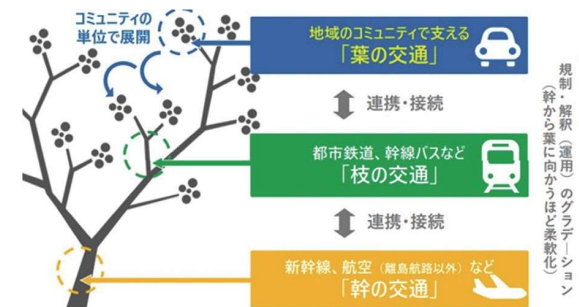 コミュニティの
単位で展開
地域のコミュニティで支える
「葉の交通」
連携・接続
都市鉄道、幹線バスなど
「枝の交通」
連携・接続
新幹線、航空（離島航路以外）など
「幹の交通」
規制・解釈（運用）のグラデーション
（幹から葉に向かうほど柔軟化）